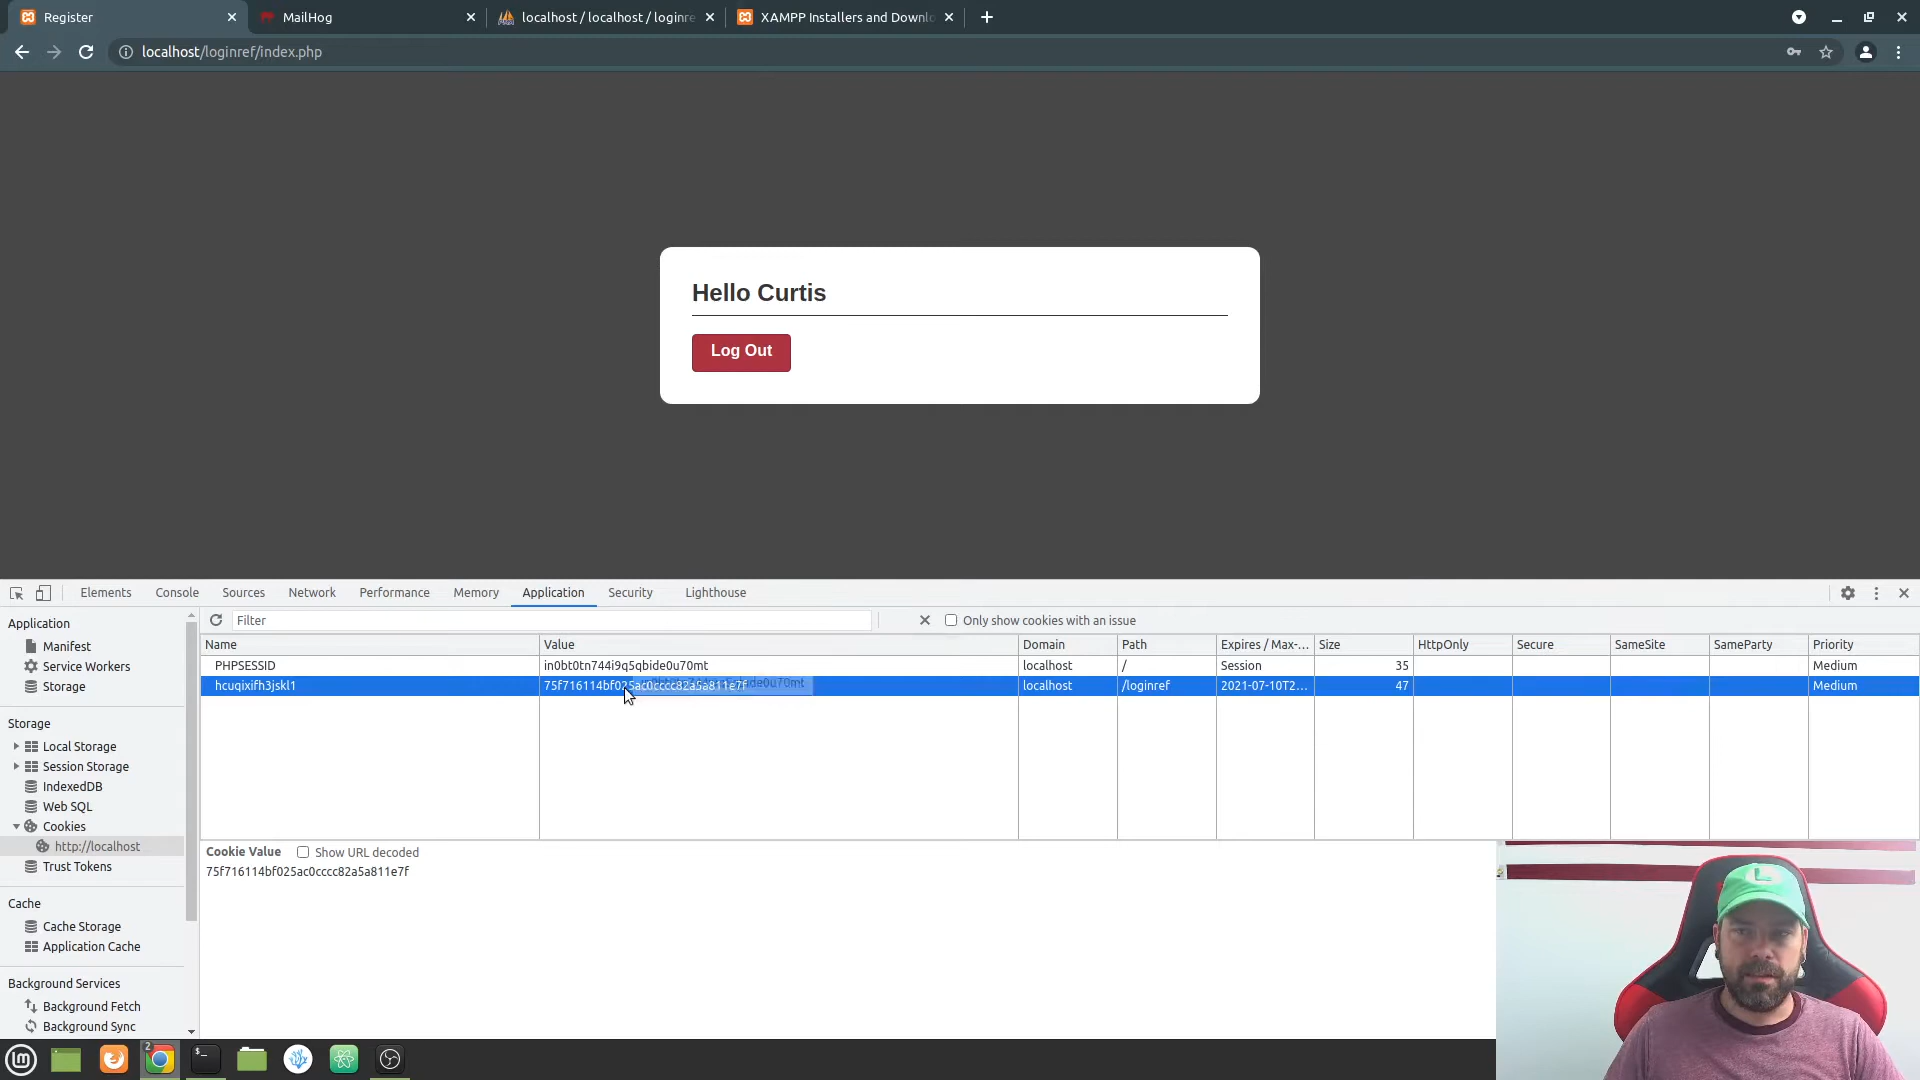 Register
MailHog
localhost / localhost / loginre
XAMPP Installers and Downlo
localhost/loginref/index.php
Hello Curtis
Log Out
Elements Console Sources Network Performance Memory Application Security Lighthouse
Application
Manifest
Service Workers
Storage
Storage
Local Storage
Session Storage
IndexedDB
Web SQL
Cookies
http://localhost
Trust Tokens
Cache
Cache Storage
Application Cache
Background Services
Background Fetch
Background Sync
Filter
Only show cookies with an issue
Name Value Domain Path Expires / Max-... Size HttpOnly Secure SameSite SameParty Priority
PHPSESSID in0bt0tn744i9q5qbide0u70mt localhost / Session 35 Medium
hcuqixifh3jskl1 75f716114bf025ac0cccc82a5a811e7f localhost /loginref 2021-07-10T2... 47 Medium
Cookie Value Show URL decoded
75f716114bf025ac0cccc82a5a811e7f
2